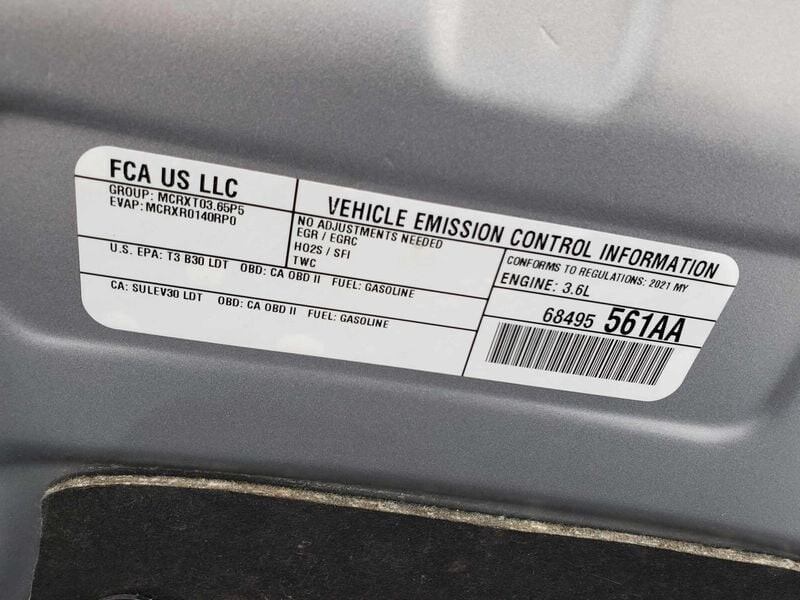 FCA US LLC
GROUP: MCRXT03.65P5
EVAP: MCRXR0140RP0
VEHICLE EMISSION CONTROL INFORMATION
NO ADJUSTMENTS NEEDED
EGR / EGRC
HO2S / SFI
TWC
CONFORMS TO REGULATIONS: 2021 MY
ENGINE: 3.6L
U.S. EPA: T3 B30 LDT OBD: CA OBD II FUEL: GASOLINE
CA: SULEV30 LDT OBD: CA OBD II FUEL: GASOLINE
68495 561AA